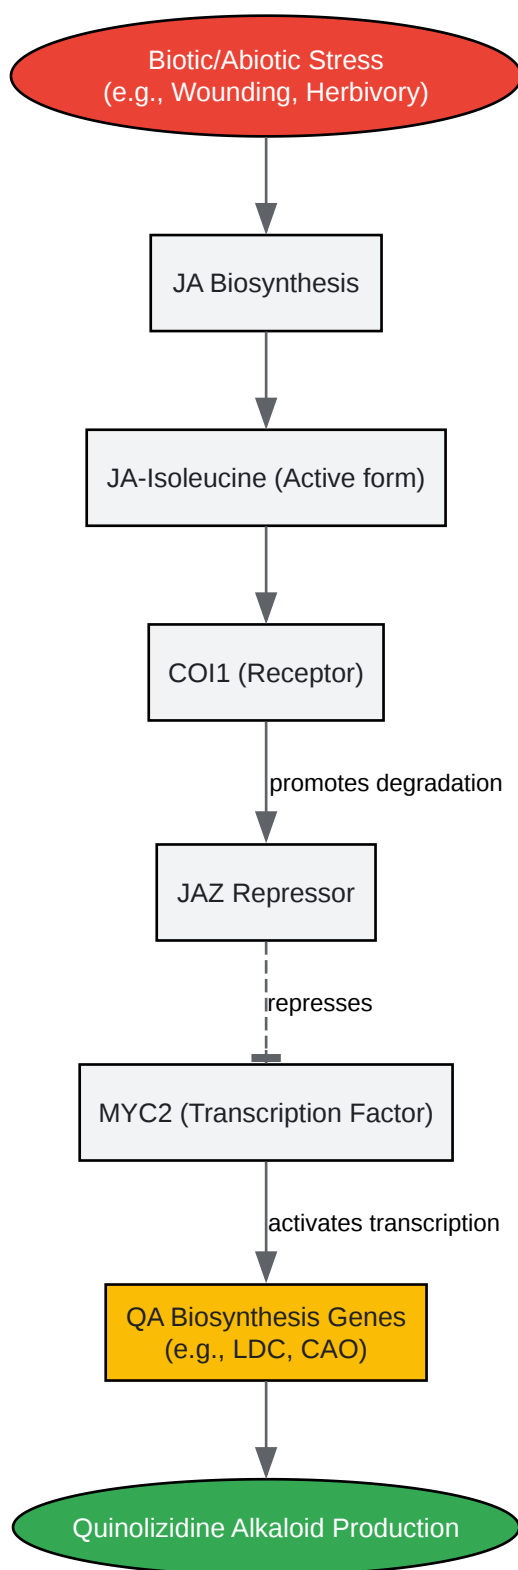 Biotic/Abiotic Stress
(e.g., Wounding, Herbivory)
JA Biosynthesis
JA-Isoleucine (Active form)
COI1 (Receptor)
promotes degradation
JAZ Repressor
represses
MYC2 (Transcription Factor)
activates transcription
QA Biosynthesis Genes
(e.g., LDC, CAO)
Quinolizidine Alkaloid Production